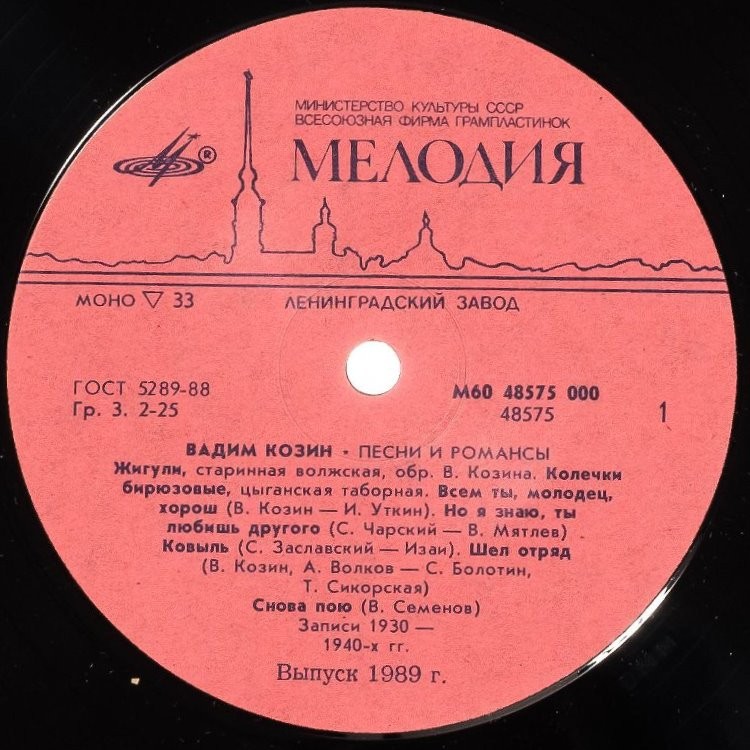 МИНИСТЕРСТВО КУЛЬТУРЫ СССР
ВСЕСОЮЗНАЯ ФИРМА ГРАМПЛАСТИНОК
®
МЕЛОДИЯ
МОНО ▽ 33
ЛЕНИНГРАДСКИЙ ЗАВОД
ГОСТ 5289-88
Гр. 3. 2-25
М60 48575 000
48575
1
ВАДИМ КОЗИН • ПЕСНИ И РОМАНСЫ
Жигули, старинная волжская, обр. В. Козина. Колечки
бирюзовые, цыганская таборная. Всем ты, молодец,
хорош (В. Козин — И. Уткин). Но я знаю, ты
любишь другого (С. Чарский — В. Мятлев)
Ковыль (С. Заславский — Изаи). Шел отряд
(В. Козин, А. Волков — С. Болотин,
Т. Сикорская)
Снова пою (В. Семенов)
Записи 1930 —
1940-х гг.
Выпуск 1989 г.